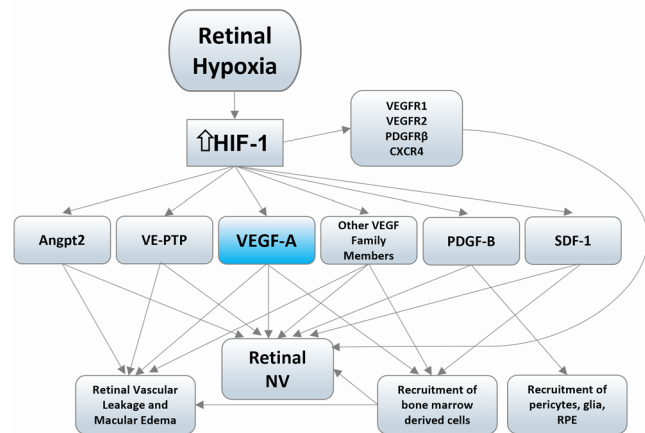 Retinal
Hypoxia
VEGFR1
VEGFR2
PDGFRβ
CXCR4
⇧HIF-1
Angpt2
VE-PTP
VEGF-A
Other VEGF
Family
Members
PDGF-B
SDF-1
Retinal
NV
Retinal Vascular
Leakage and
Macular Edema
Recruitment of
bone marrow
derived cells
Recruitment of
pericytes, glia,
RPE